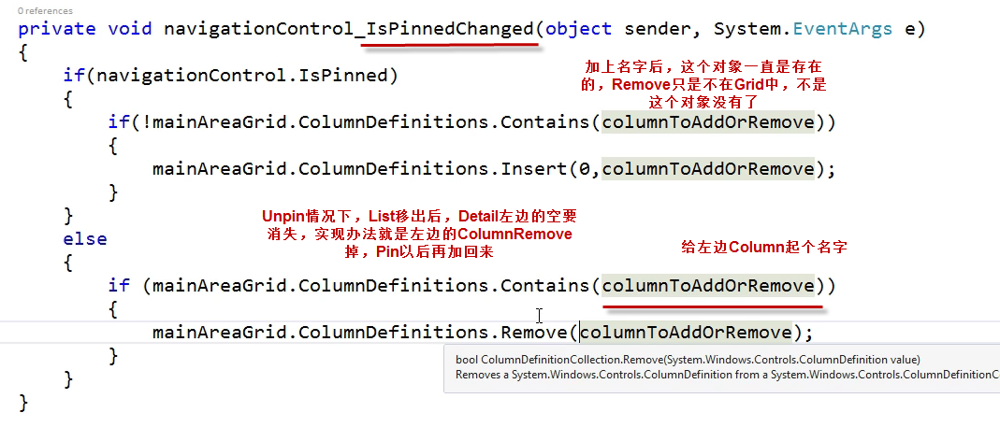 0 references
private void navigationControl_IsPinnedChanged(object sender, System.EventArgs e)
{
if(navigationControl.IsPinned)
加上名字后，这个对象一直是存在
的，Remove只是不在Grid中，不是
这个对象没有了
{
if(!mainAreaGrid.ColumnDefinitions.Contains(columnToAddOrRemove))
{
mainAreaGrid.ColumnDefinitions.Insert(0,columnToAddOrRemove);
}
}
Unpin情况下，List移出后，Detail左边的空要
消失，实现办法就是左边的ColumnRemove
掉，Pin以后再加回来
else
给左边Column起个名字
{
if (mainAreaGrid.ColumnDefinitions.Contains(columnToAddOrRemove))
{
mainAreaGrid.ColumnDefinitions.Remove(columnToAddOrRemove);
bool ColumnDefinitionCollection.Remove(System.Windows.Controls.ColumnDefinition value)
Removes a System.Windows.Controls.ColumnDefinition from a System.Windows.Controls.ColumnDefinitionC
}
}
}